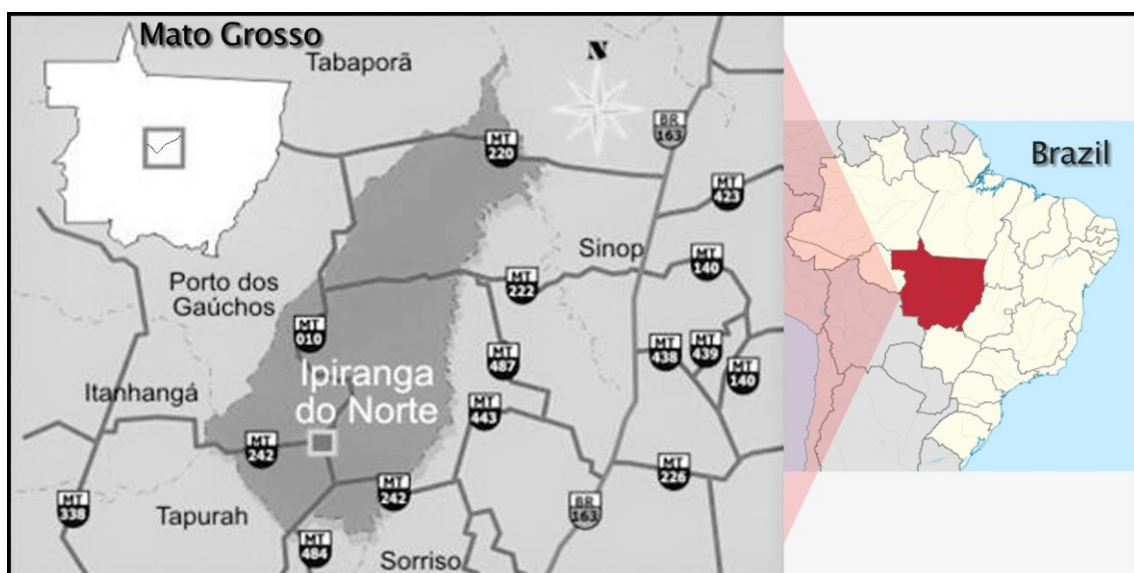 Mato Grosso
Tabaporã
N
BR
163
MT
220
Brazil
MT
423
Sinop
MT
140
Porto dos
Gaúchos
MT
222
MT
010
MT
438
MT
439
MT
487
MT
140
Ipiranga
do Norte
Itanhangá
MT
443
MT
242
MT
226
MT
242
MT
338
Tapurah
BR
163
MT
484
Sorriso